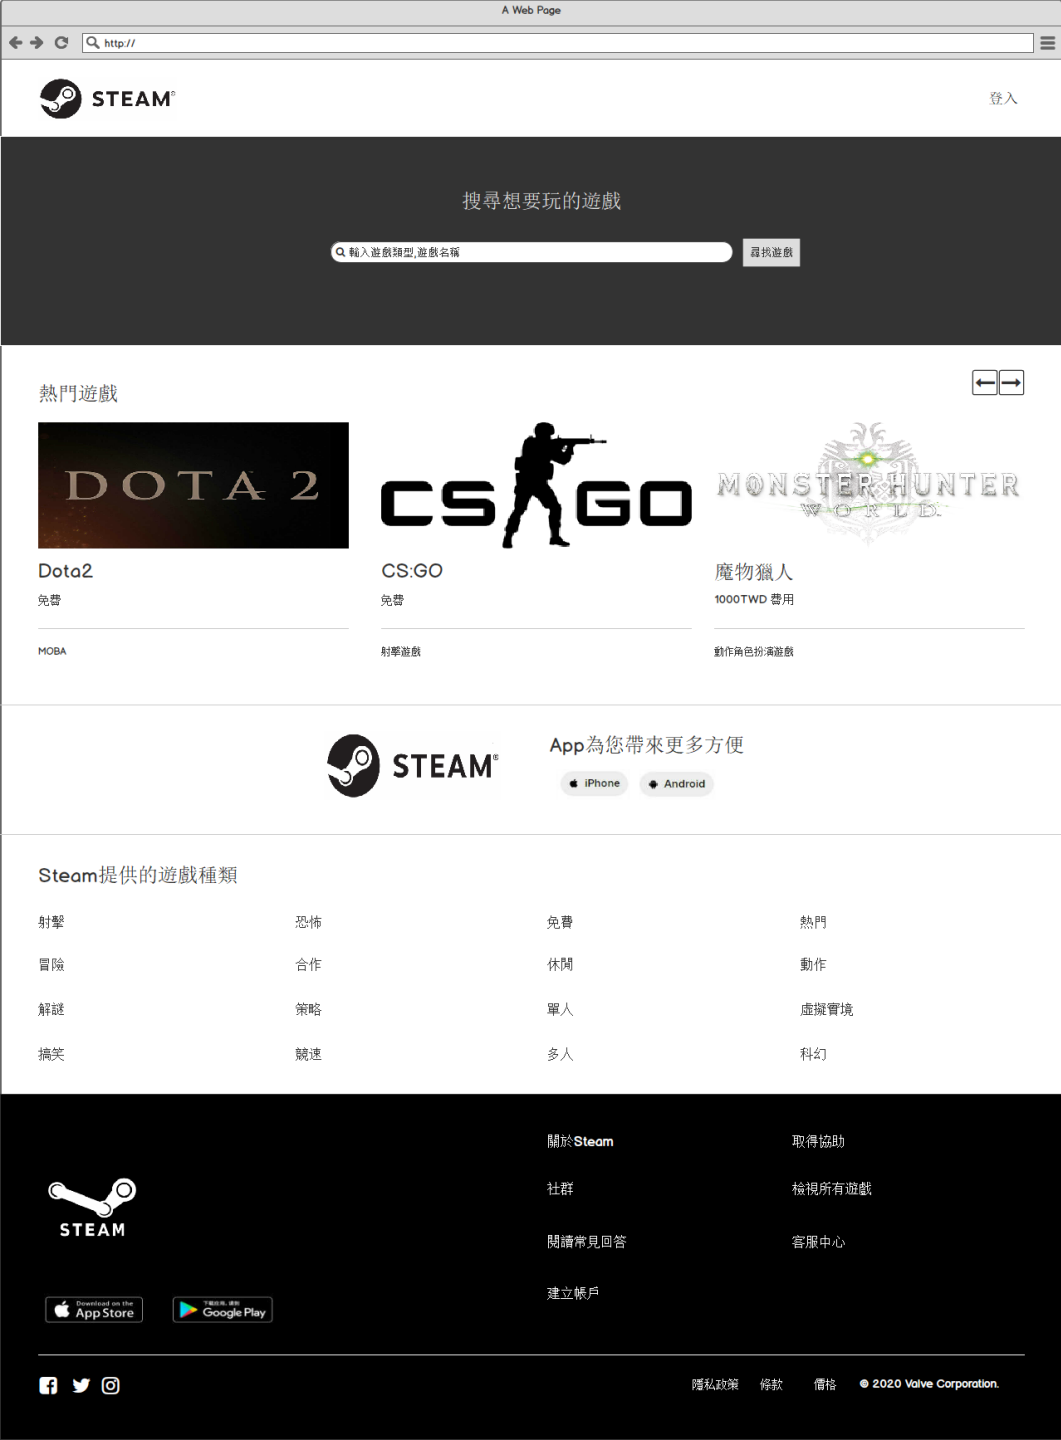 A Web Page
http://
STEAM®
登入
搜尋想要玩的遊戲
輸入遊戲類型,遊戲名稱
尋找遊戲
熱門遊戲
DOTA 2
CS GO
MONSTER HUNTER
WORLD
Dota2
CS:GO
魔物獵人
免費
免費
1000TWD 費用
MOBA
射擊遊戲
動作角色扮演遊戲
STEAM®
App為您帶來更多方便
iPhone
Android
Steam提供的遊戲種類
射擊
恐怖
免費
熱門
冒險
合作
休閒
動作
解謎
策略
單人
虛擬實境
搞笑
競速
多人
科幻
關於Steam
取得協助
社群
檢視所有遊戲
STEAM
閱讀常見回答
客服中心
建立帳戶
Download on the
App Store
Google Play
隱私政策
條款
價格
© 2020 Valve Corporation.